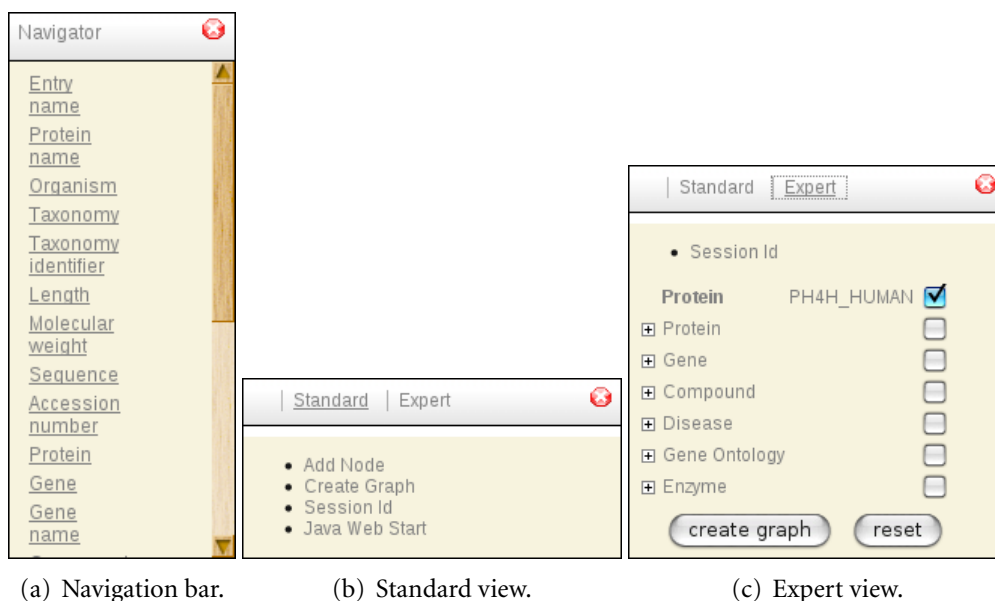 Navigator
Entry
name
Protein
name
Organism
Taxonomy
Taxonomy
identifier
Length
Molecular
weight
Sequence
Accession
number
Protein
Gene
Gene
name
Standard | Expert
Add Node
Create Graph
Session Id
Java Web Start
Standard Expert
Session Id
Protein PH4H_HUMAN
Protein
Gene
Compound
Disease
Gene Ontology
Enzyme
create graph reset
(a) Navigation bar.
(b) Standard view.
(c) Expert view.